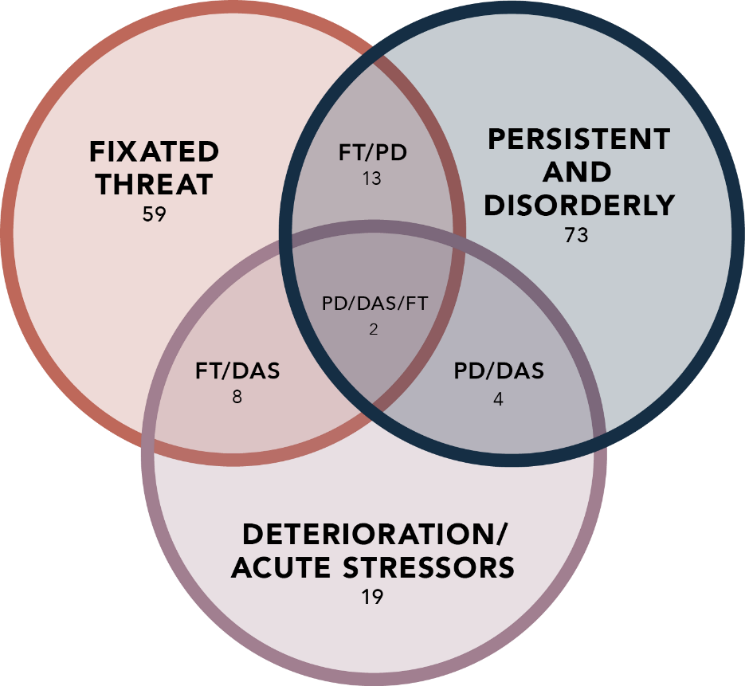 FIXATED
THREAT
59
FT/PD
13
PERSISTENT
AND
DISORDERLY
73
PD/DAS/FT
2
FT/DAS
8
PD/DAS
4
DETERIORATION/
ACUTE STRESSORS
19